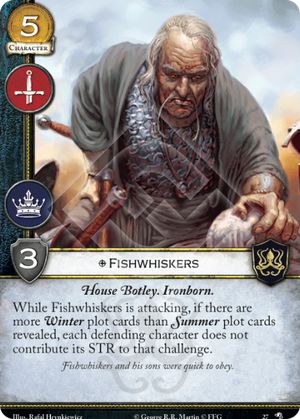 5
CHARACTER
3
FISHWHISKERS
House Botley. Ironborn.
While Fishwhiskers is attacking, if there are
more Winter plot cards than Summer plot cards
revealed, each defending character does not
contribute its STR to that challenge.
Fishwhiskers and his sons were quick to obey.
Illus. Rafal Hrynkiewicz
© George R.R. Martin © FFG
27